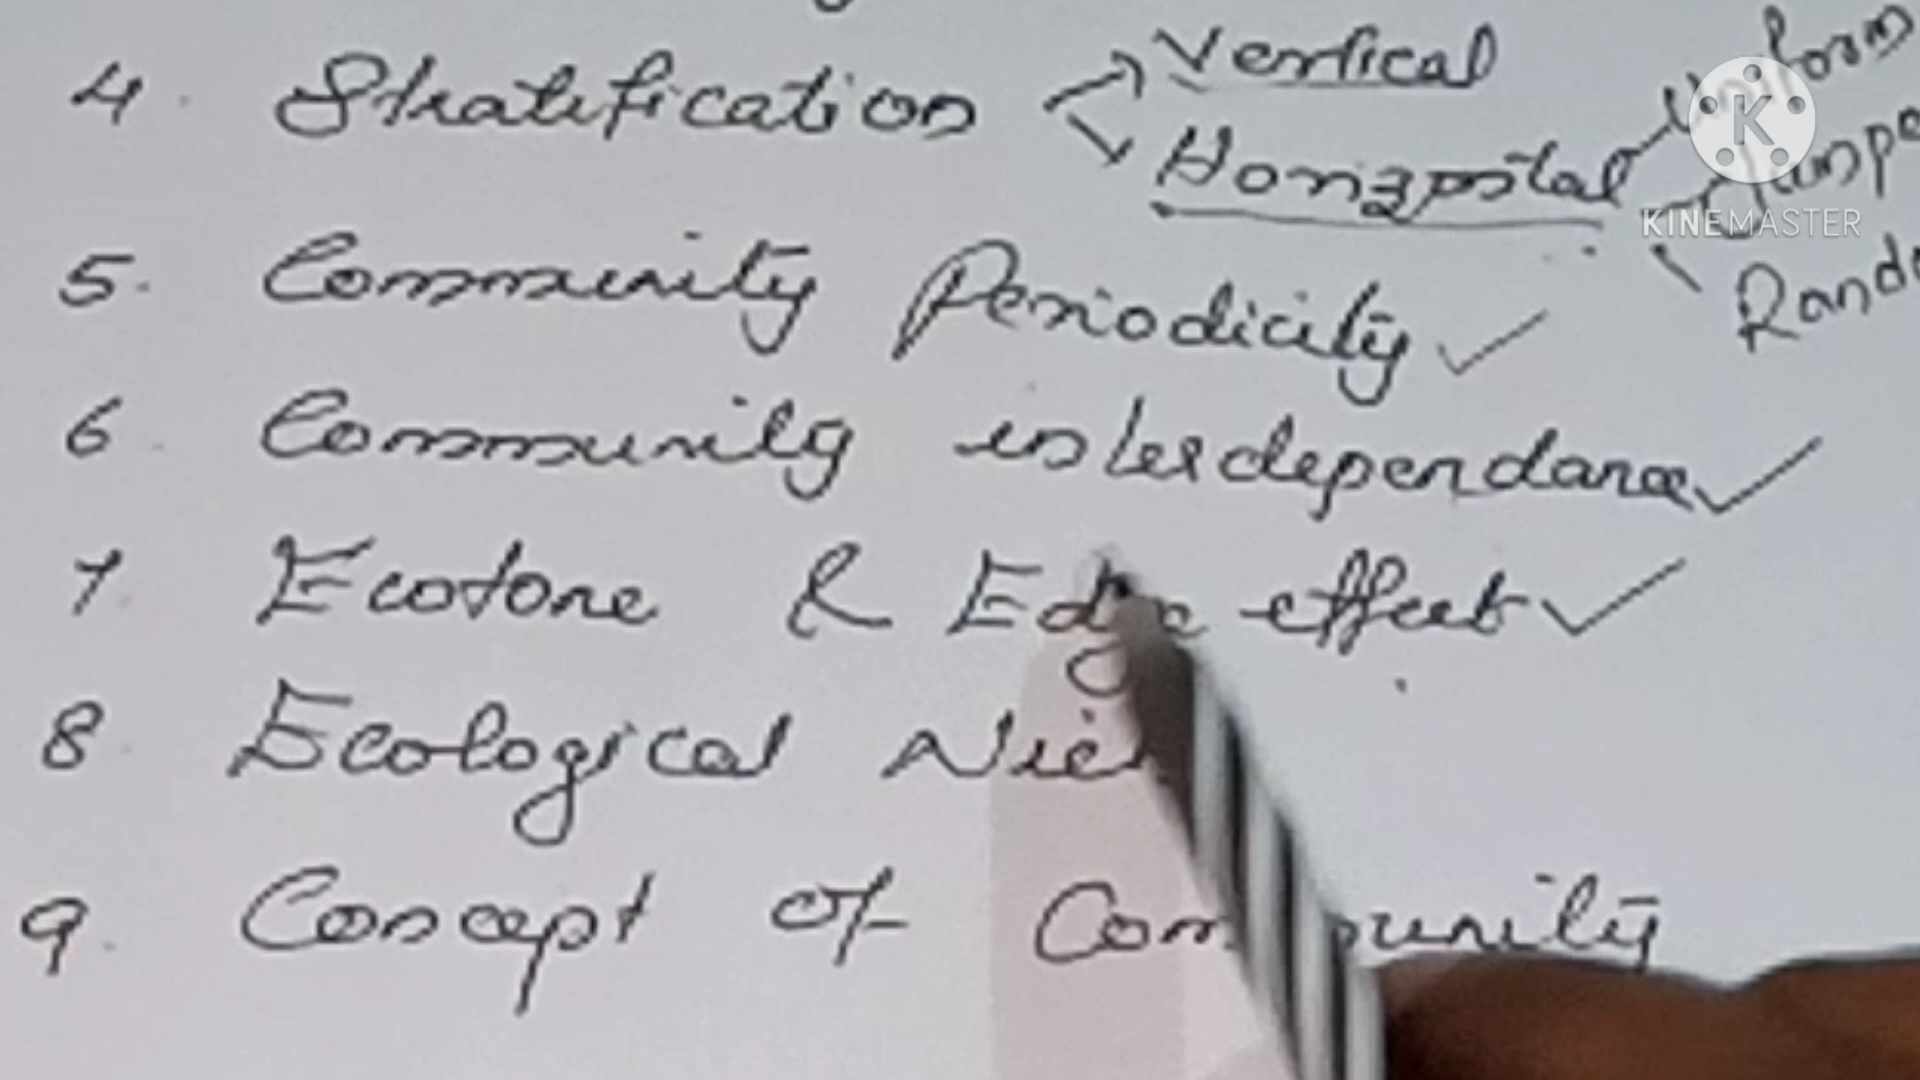 4. Stratification → Vertical
→ Horizontal
KINEMASTER
5. Community Periodicity ✓
6. Community interdependance ✓
7. Ecotone & Edge effect ✓
8. Ecological
9. Concept of Community